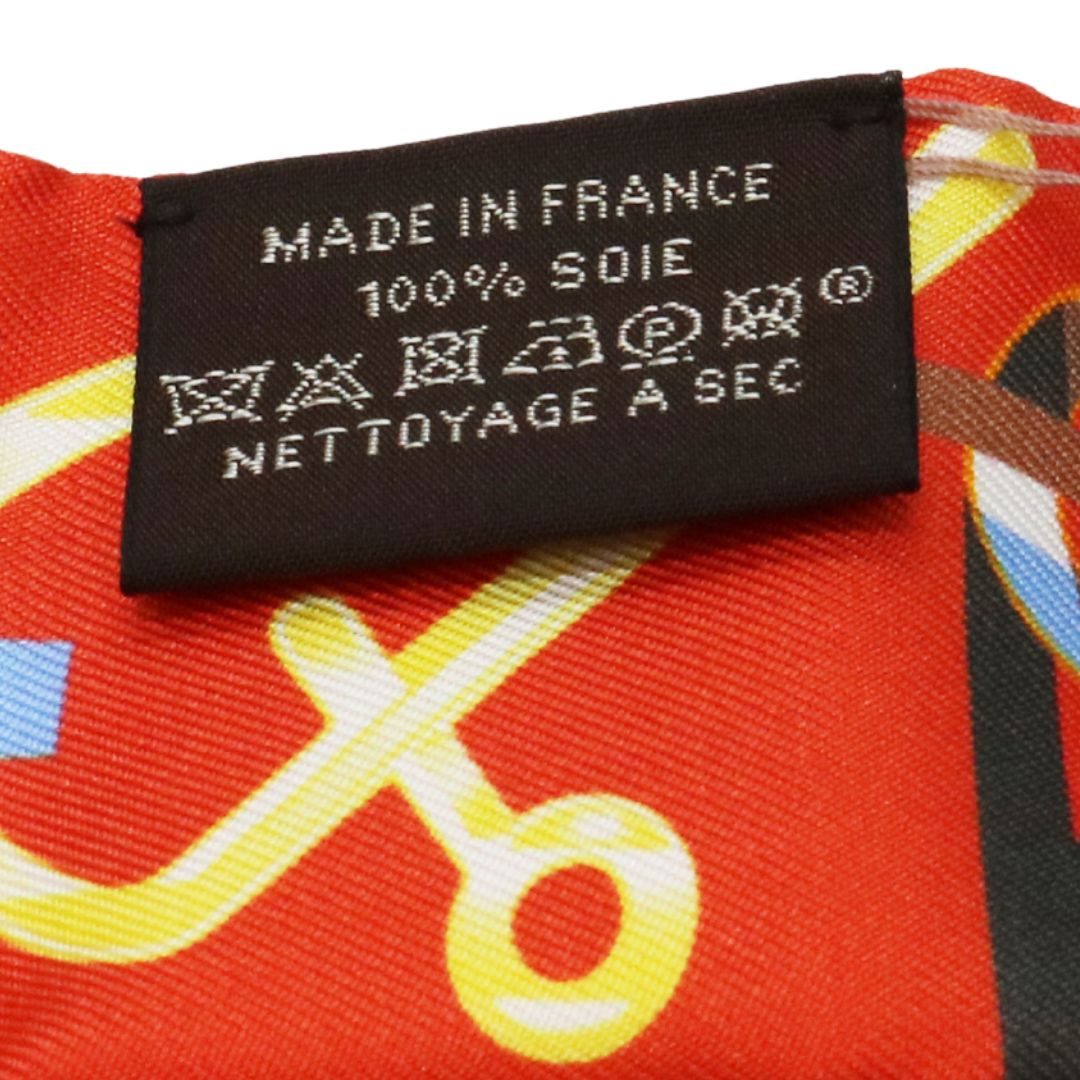 MADE IN FRANCE
100% SOIE
P ®
NETTOYAGE A SEC